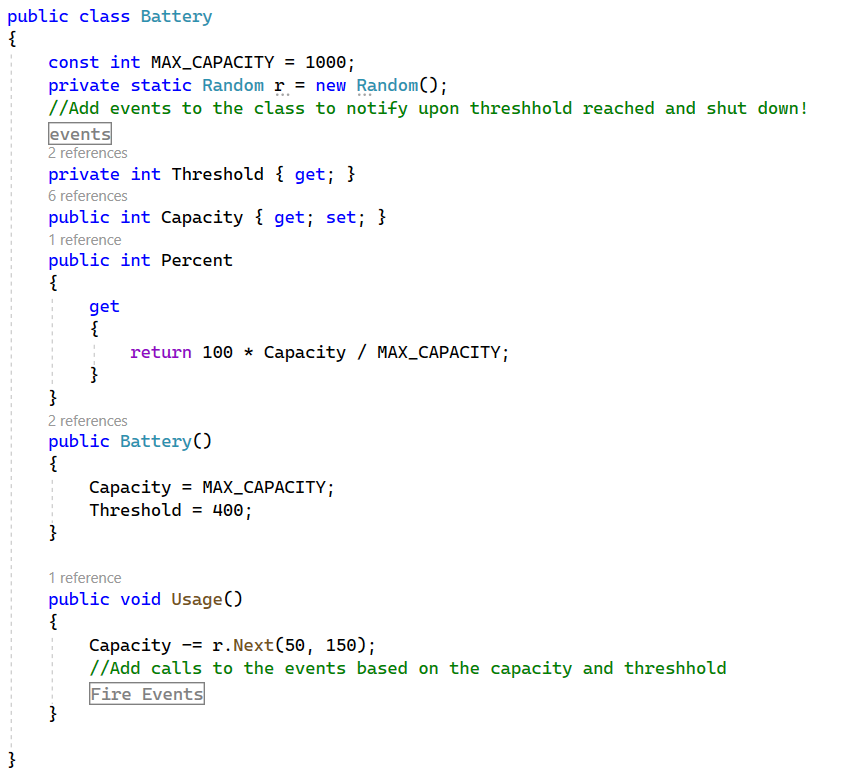 public class Battery
{
const int MAX_CAPACITY = 1000;
private static Random r = new Random();
//Add events to the class to notify upon threshhold reached and shut down!
events
2 references
private int Threshold { get; }
6 references
public int Capacity { get; set; }
1 reference
public int Percent
{
get
{
return 100 * Capacity / MAX_CAPACITY;
}
}
2 references
public Battery()
{
Capacity = MAX_CAPACITY;
Threshold = 400;
}
1 reference
public void Usage()
{
Capacity -= r.Next(50, 150);
//Add calls to the events based on the capacity and threshhold
Fire Events
}
}